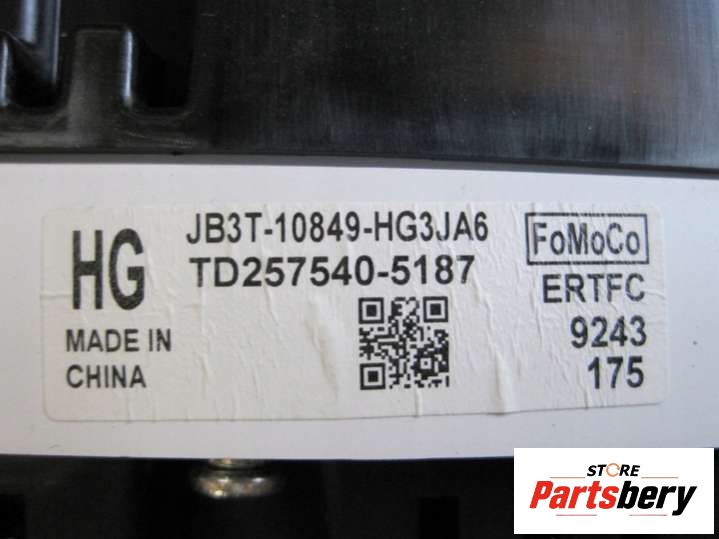 HG
MADE IN
CHINA
JB3T-10849-HG3JA6
TD257540-5187
FoMoCo
ERTFC
9243
175
STORE
Partsbery